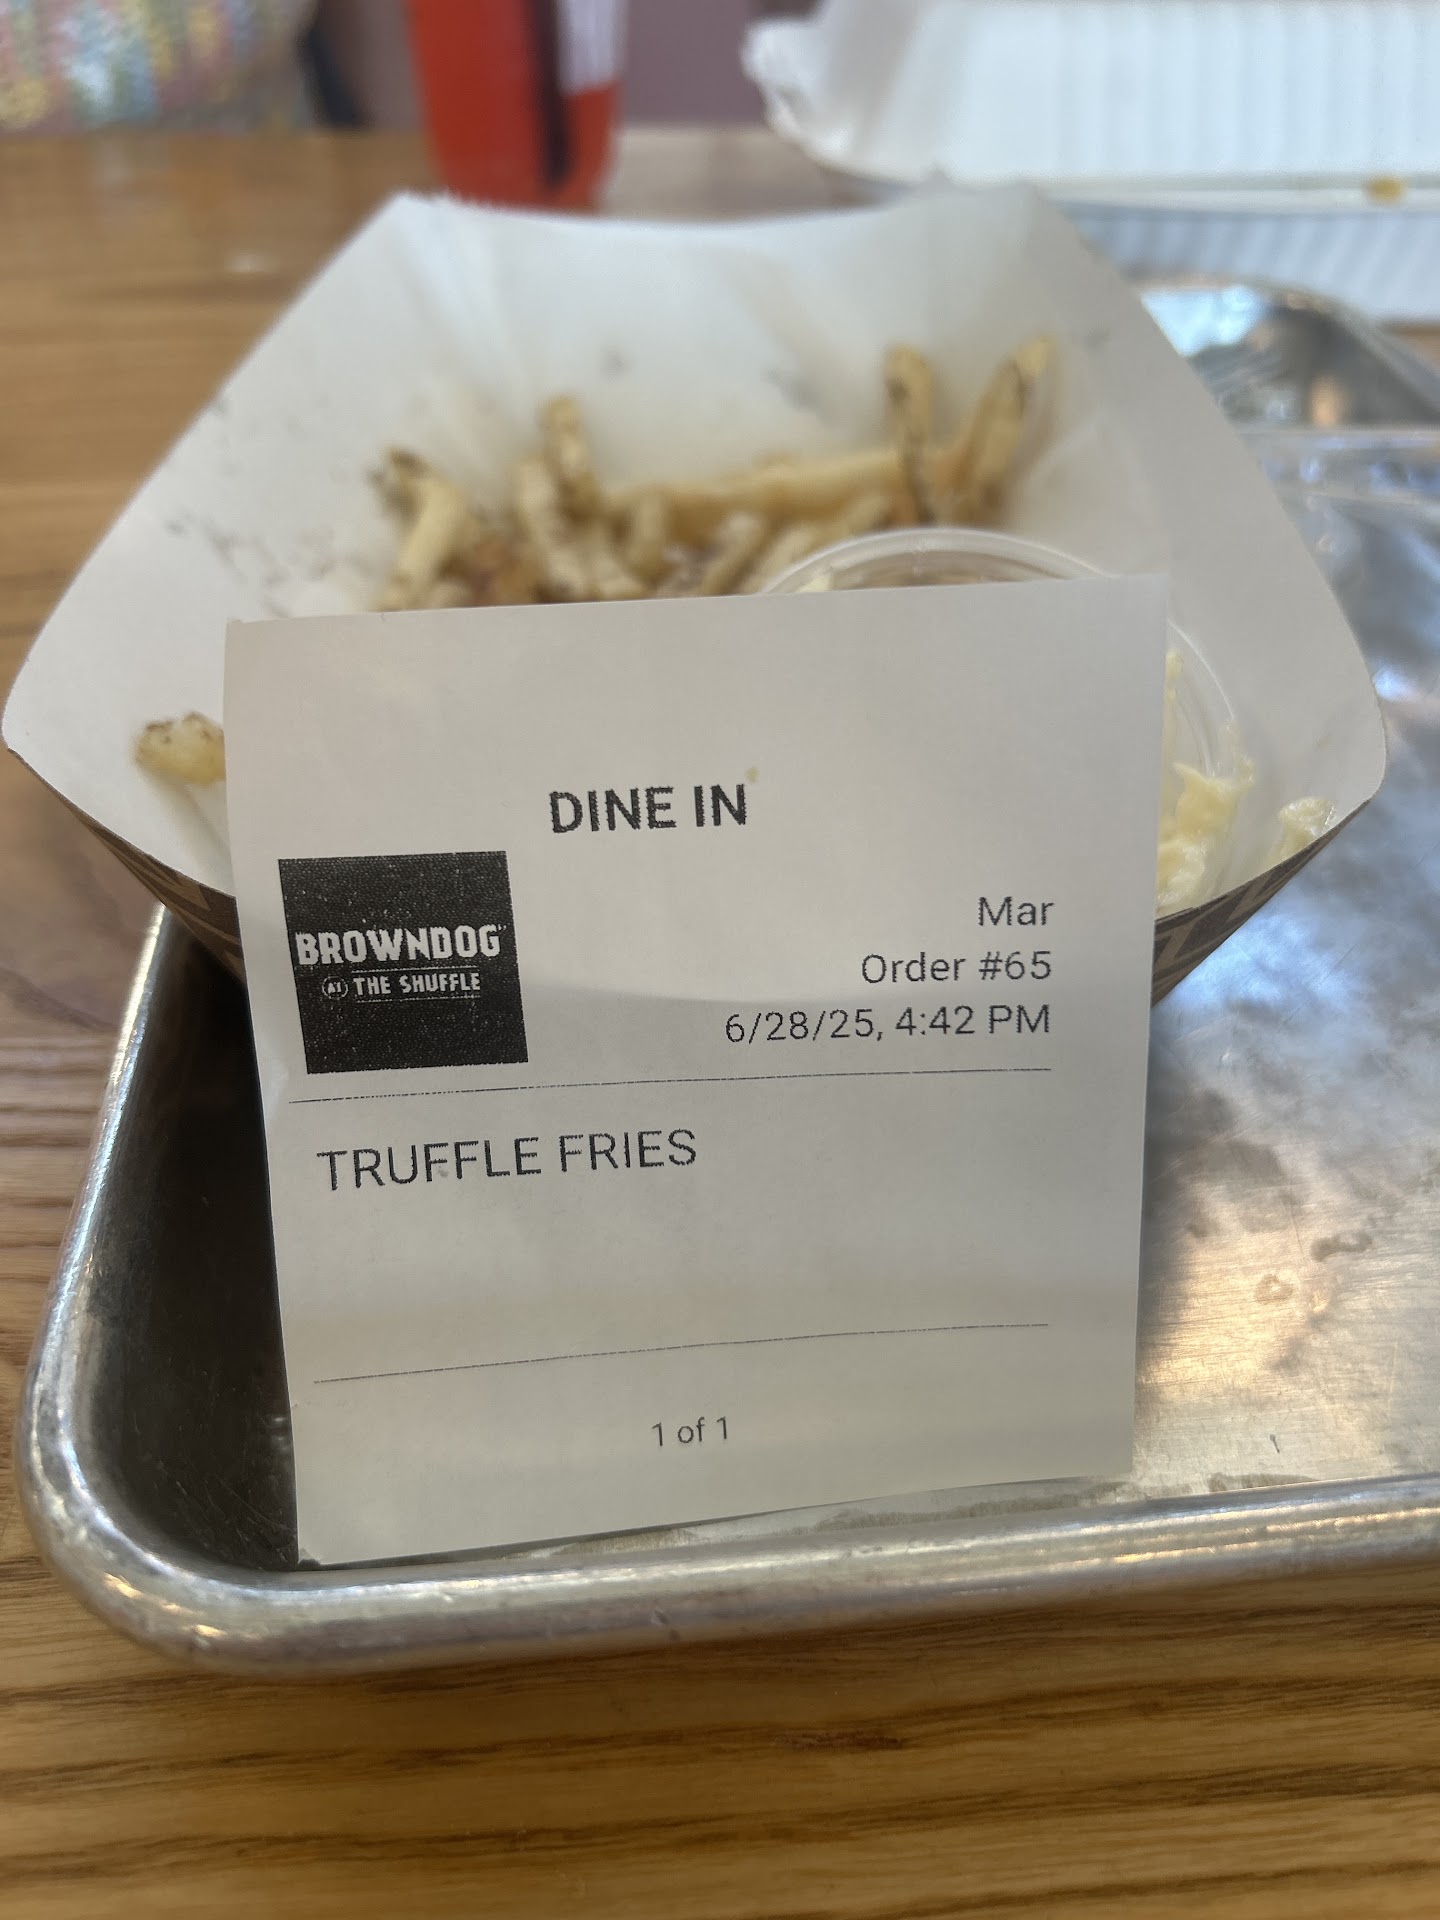 DINE IN
BROWNDOG
AT THE SHUFFLE
Mar
Order #65
6/28/25, 4:42 PM
TRUFFLE FRIES
1 of 1